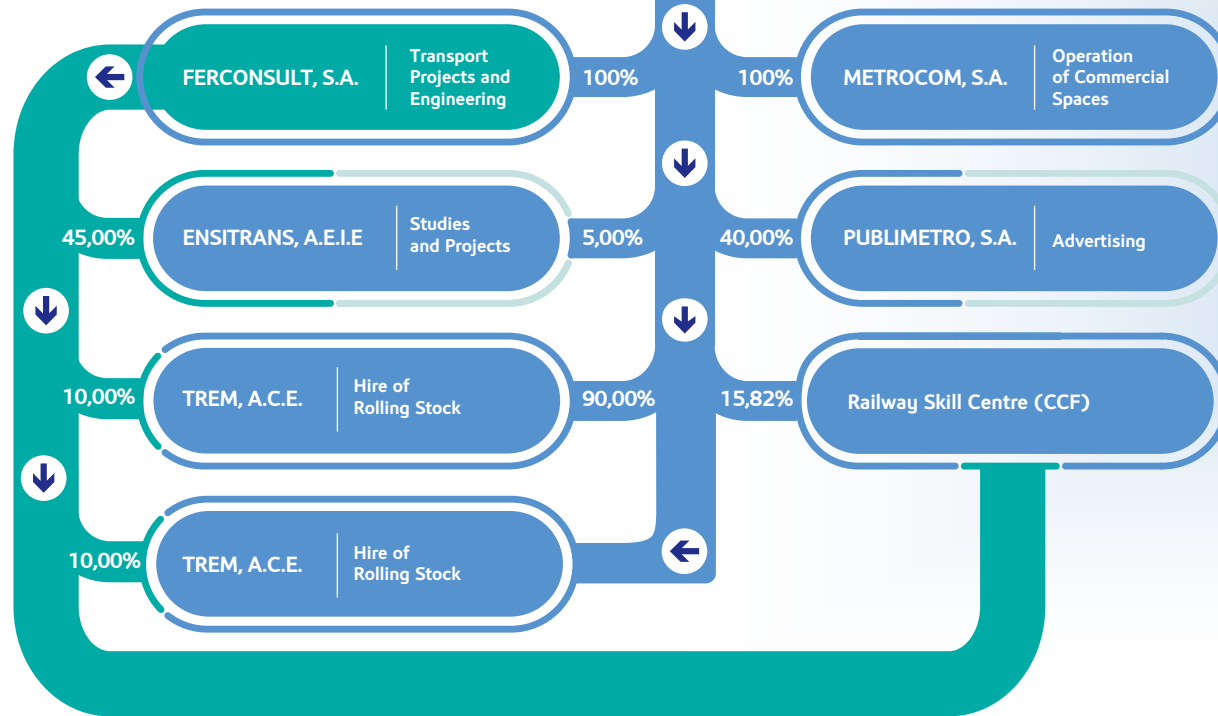 FERCONSULT, S.A.
Transport
Projects and
Engineering
100%
100%
METROCOM, S.A.
Operation
of Commercial
Spaces
45,00%
ENSITRANS, A.E.I.E
Studies
and Projects
5,00%
40,00%
PUBLIMETRO, S.A.
Advertising
10,00%
TREM, A.C.E.
Hire of
Rolling Stock
90,00%
15,82%
Railway Skill Centre (CCF)
10,00%
TREM, A.C.E.
Hire of
Rolling Stock